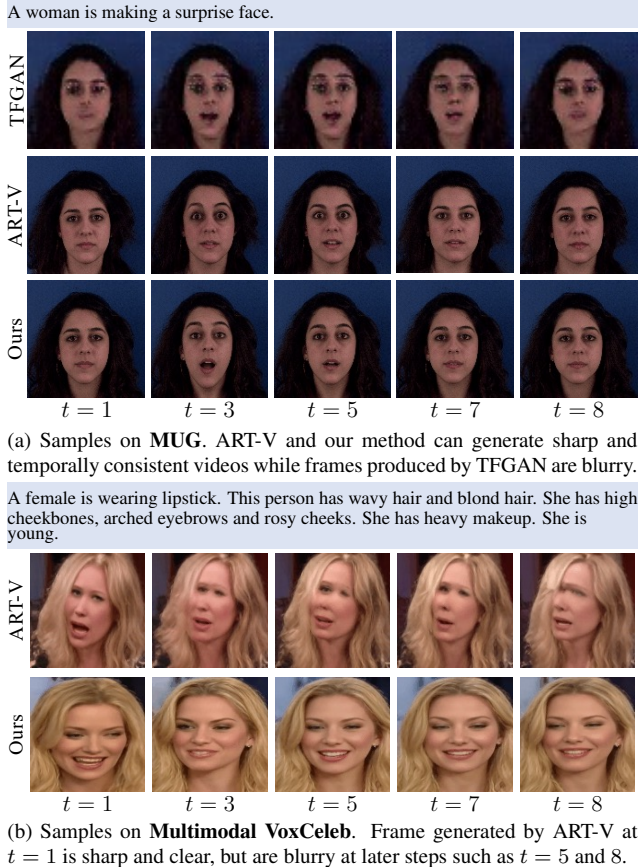 A woman is making a surprise face.
TFGAN
ART-V
Ours
t = 1 t = 3 t = 5 t = 7 t = 8
(a) Samples on MUG. ART-V and our method can generate sharp and
temporally consistent videos while frames produced by TFGAN are blurry.
A female is wearing lipstick. This person has wavy hair and blond hair. She has high
cheekbones, arched eyebrows and rosy cheeks. She has heavy makeup. She is
young.
ART-V
Ours
t = 1 t = 3 t = 5 t = 7 t = 8
(b) Samples on Multimodal VoxCeleb. Frame generated by ART-V at
t = 1 is sharp and clear, but are blurry at later steps such as t = 5 and 8.